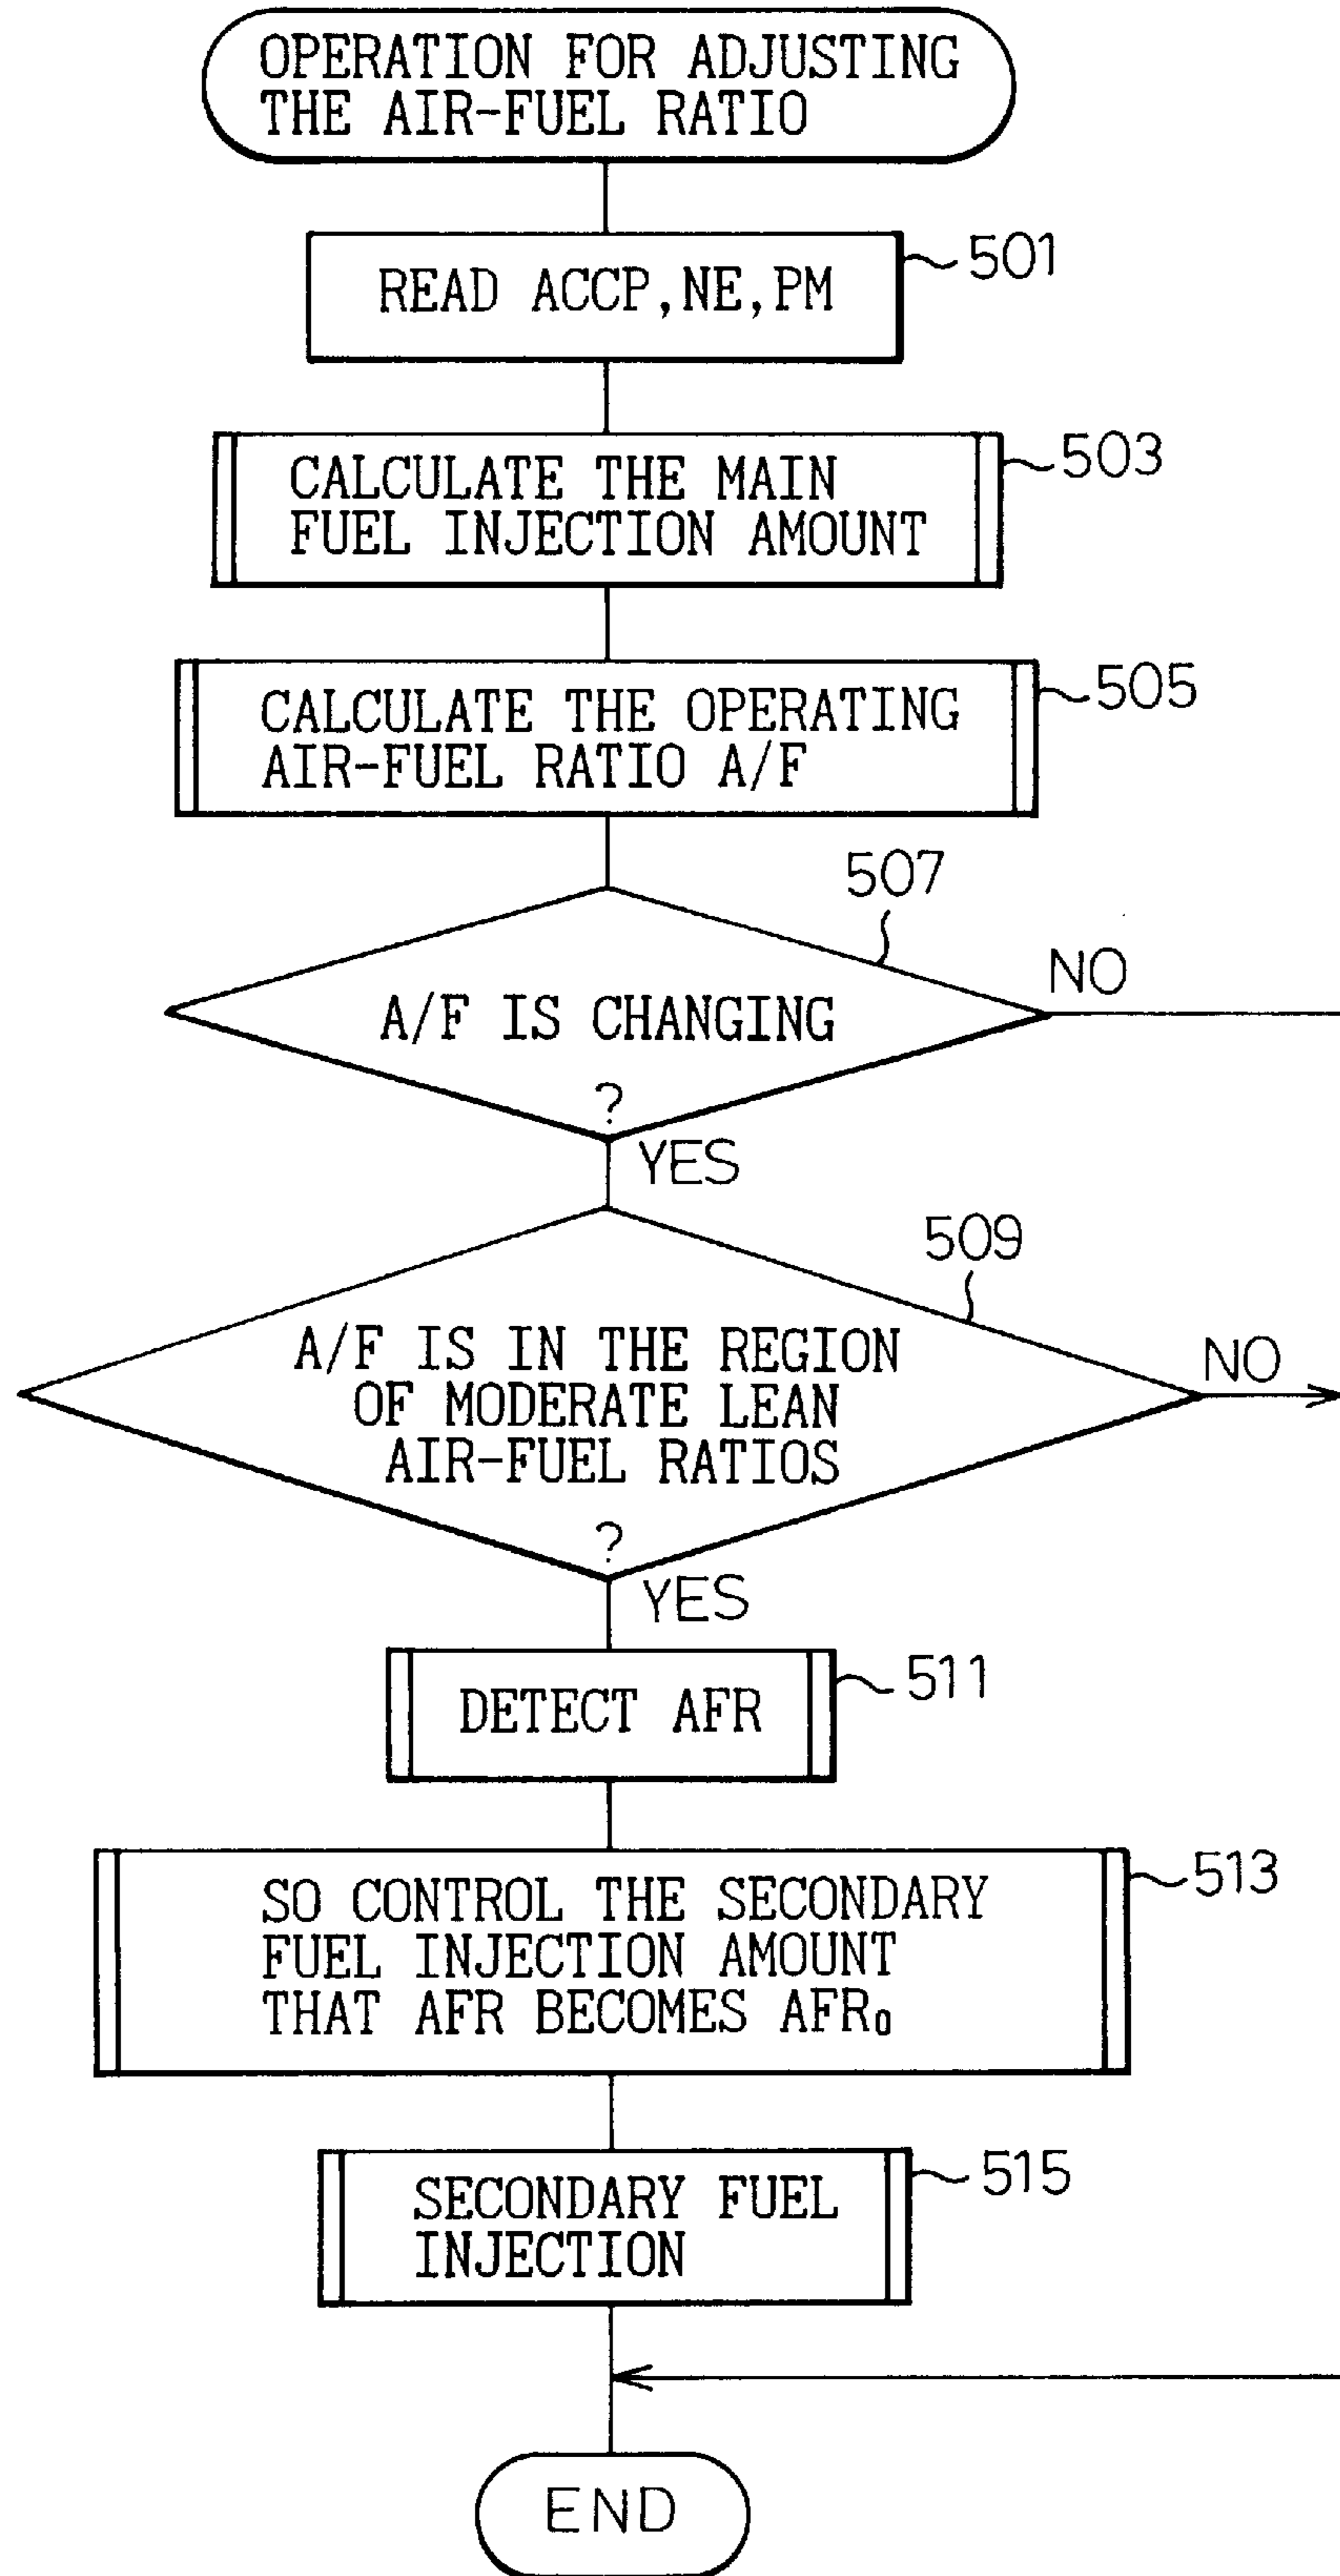 OPERATION FOR ADJUSTING
THE AIR-FUEL RATIO
READ ACCP,NE,PM
501
CALCULATE THE MAIN
FUEL INJECTION AMOUNT
503
CALCULATE THE OPERATING
AIR-FUEL RATIO A/F
505
507
A/F IS CHANGING
?
NO
YES
509
A/F IS IN THE REGION
OF MODERATE LEAN
AIR-FUEL RATIOS
?
NO
YES
DETECT AFR
511
SO CONTROL THE SECONDARY
FUEL INJECTION AMOUNT
THAT AFR BECOMES AFR₀
513
SECONDARY FUEL
INJECTION
515
END